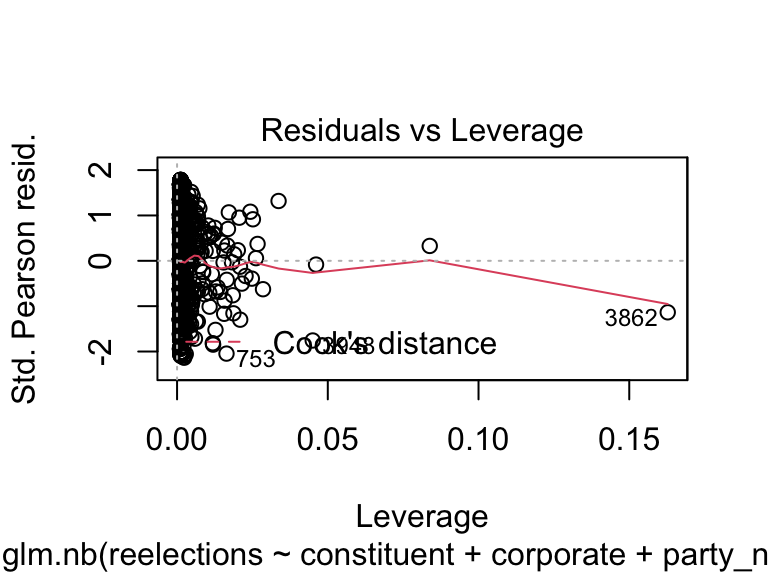 Residuals vs Leverage
Std. Pearson resid.
2
1
0
-2
3862
Cook's distance
3948
753
0.00
0.05
0.10
0.15
Leverage
glm.nb(reelections ~ constituent + corporate + party_n